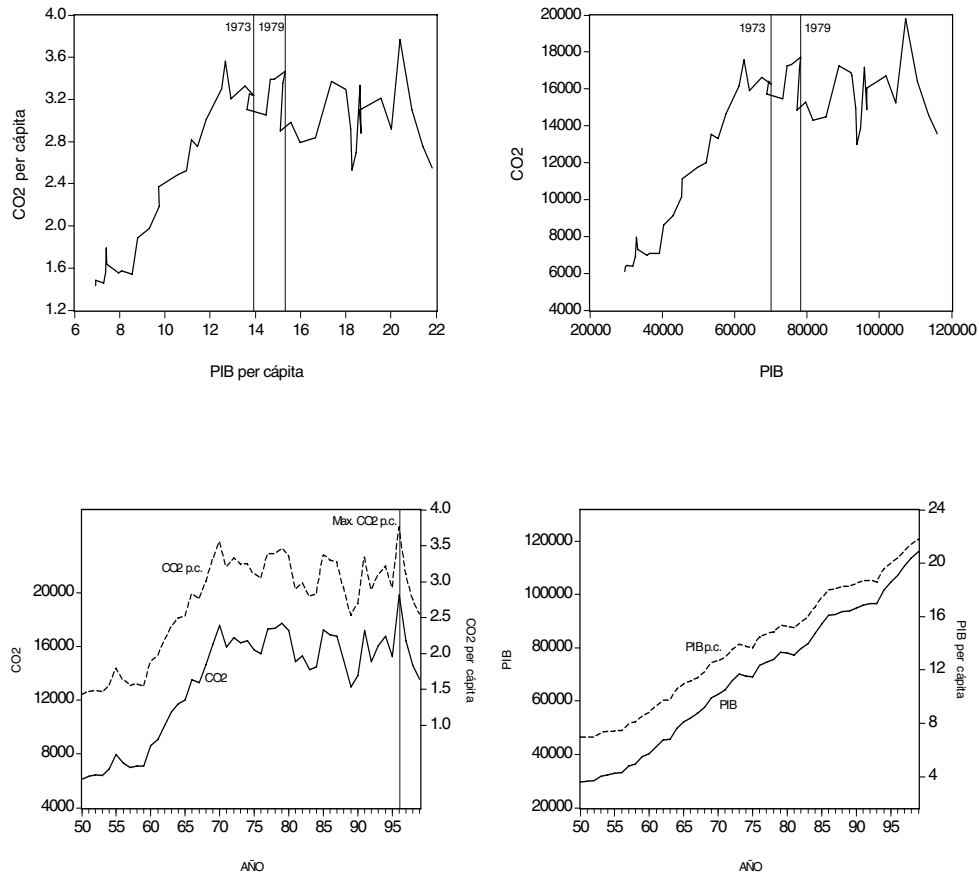 4.0
3.6
3.2
2.8
2.4
2.0
1.6
1.2
CO2 per cápita
1973
1979
6 8 10 12 14 16 18 20 22
PIB per cápita
20000
18000
16000
14000
12000
10000
8000
6000
4000
CO2
1973
1979
20000 40000 60000 80000 100000 120000
PIB
20000
16000
12000
8000
4000
CO2
Max. CO2 p.c.
CO2 p.c.
CO2
4.0
3.5
3.0
2.5
2.0
1.5
1.0
CO2 per cápita
50 55 60 65 70 75 80 85 90 95
AÑO
120000
100000
80000
60000
40000
20000
PIB
PIB p.c.
PIB
24
20
16
12
8
4
PIB per cápita
50 55 60 65 70 75 80 85 90 95
AÑO